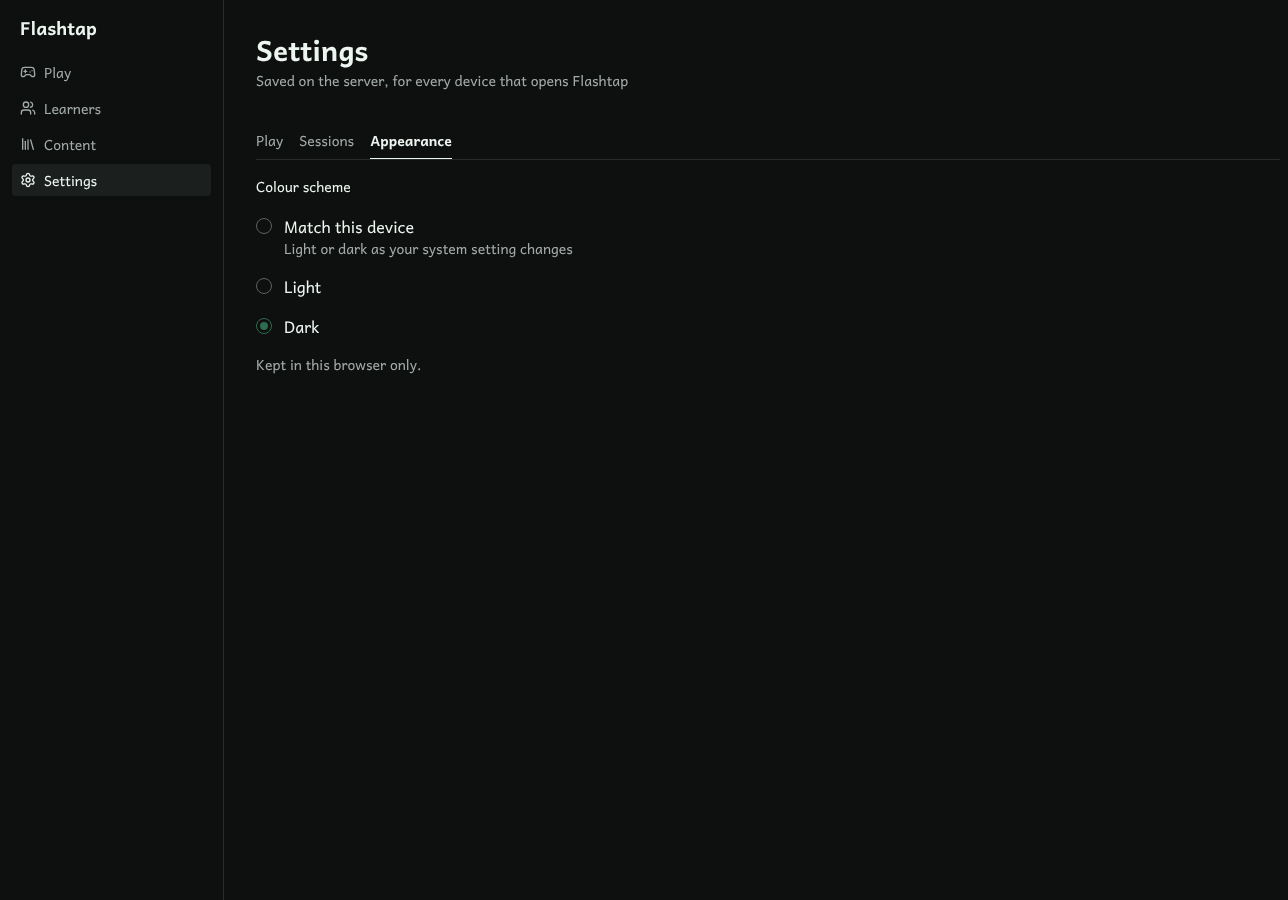 Flashtap
Play
Learners
Content
Settings
Settings
Saved on the server, for every device that opens Flashtap
Play Sessions Appearance
Colour scheme
Match this device
Light or dark as your system setting changes
Light
Dark
Kept in this browser only.